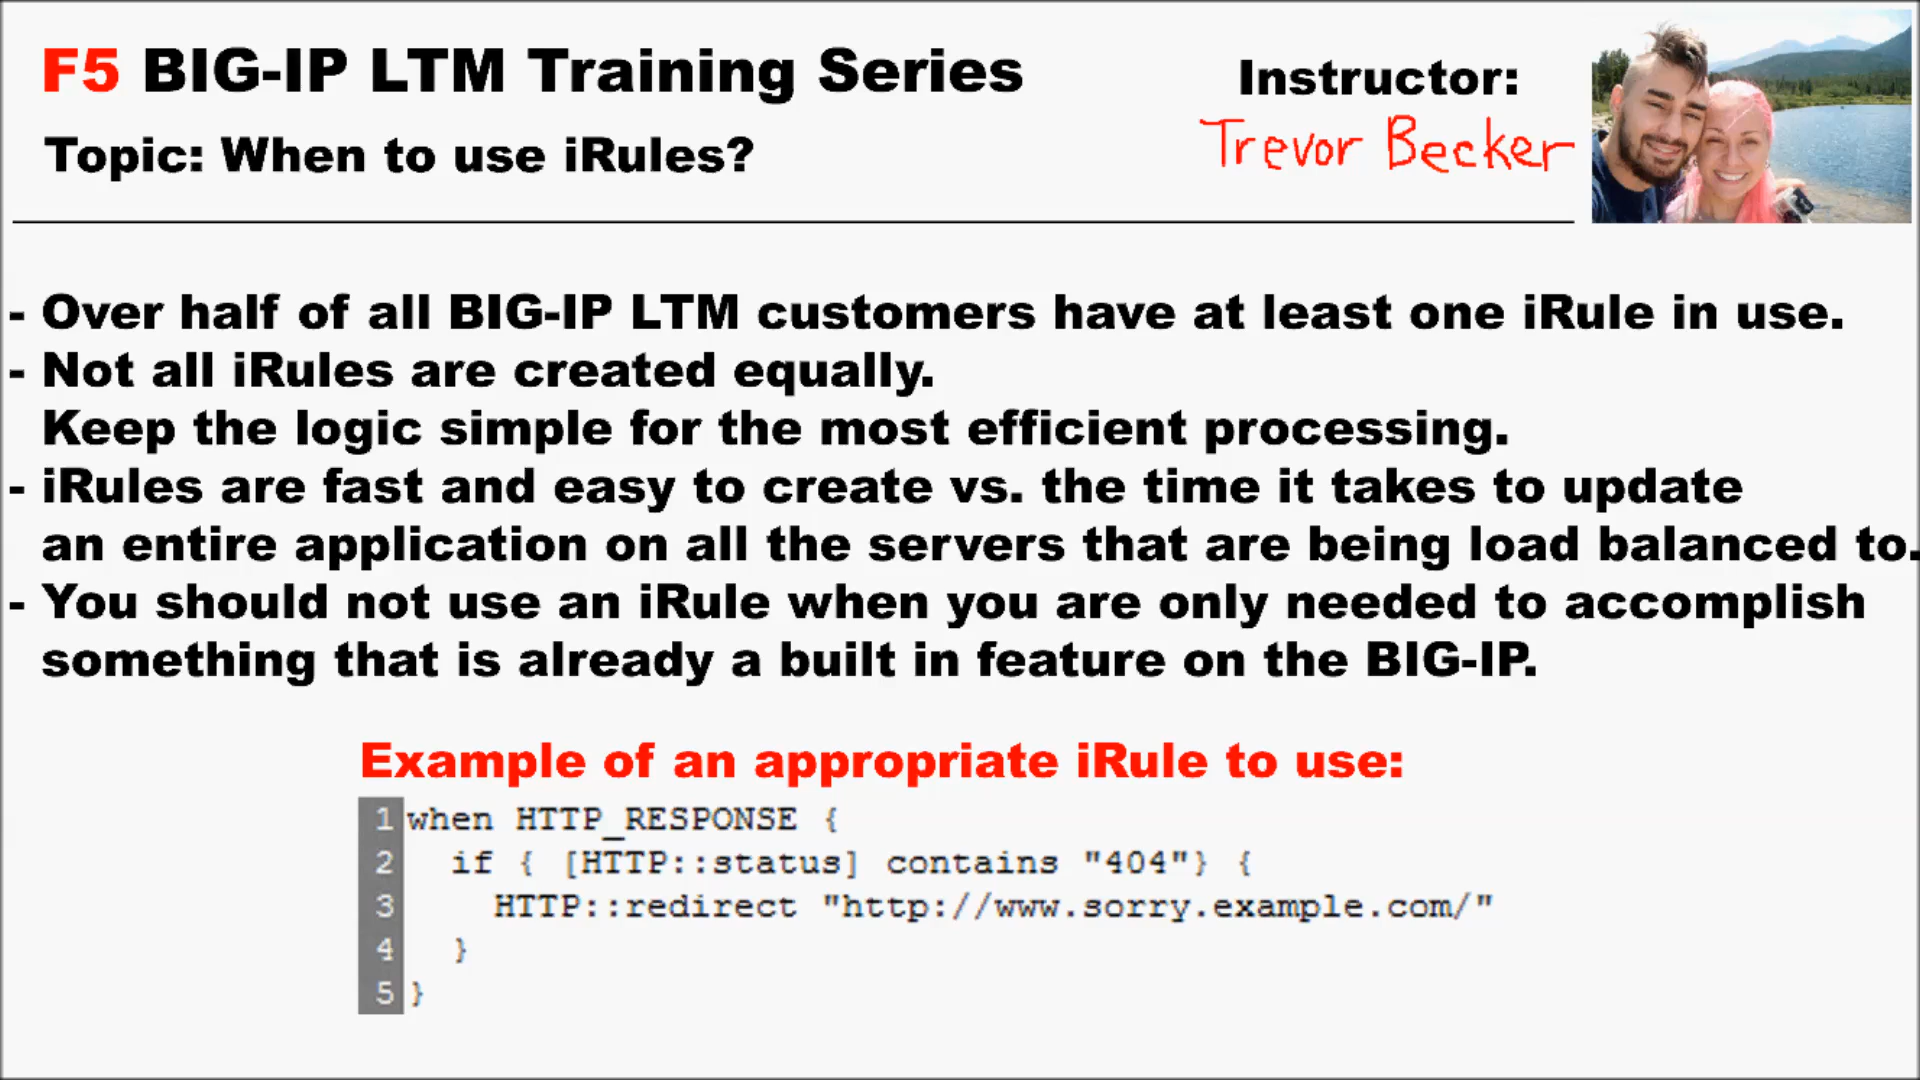 F5 BIG-IP LTM Training Series
Topic: When to use iRules?
Instructor:
Trevor Becker
- Over half of all BIG-IP LTM customers have at least one iRule in use.
- Not all iRules are created equally.
Keep the logic simple for the most efficient processing.
- iRules are fast and easy to create vs. the time it takes to update
an entire application on all the servers that are being load balanced to.
- You should not use an iRule when you are only needed to accomplish
something that is already a built in feature on the BIG-IP.
Example of an appropriate iRule to use:
1 when HTTP_RESPONSE {
2 if { [HTTP::status] contains "404"} {
3 HTTP::redirect "http://www.sorry.example.com/"
4 }
5 }